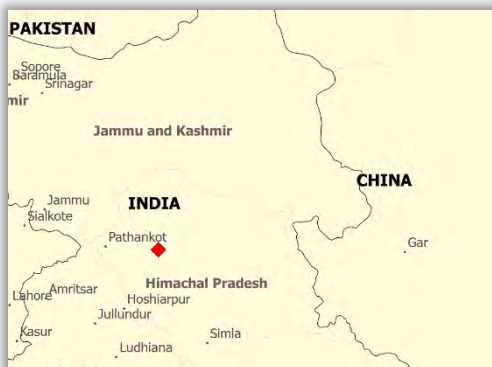 PAKISTAN
Sopore
Baramula
Srinagar
mir
Jammu and Kashmir
CHINA
Jammu
INDIA
Sialkote
Pathankot
Gar
Himachal Pradesh
Amritsar
Lahore
Hoshiarpur
Jullundur
Kasur
Simla
Ludhiana